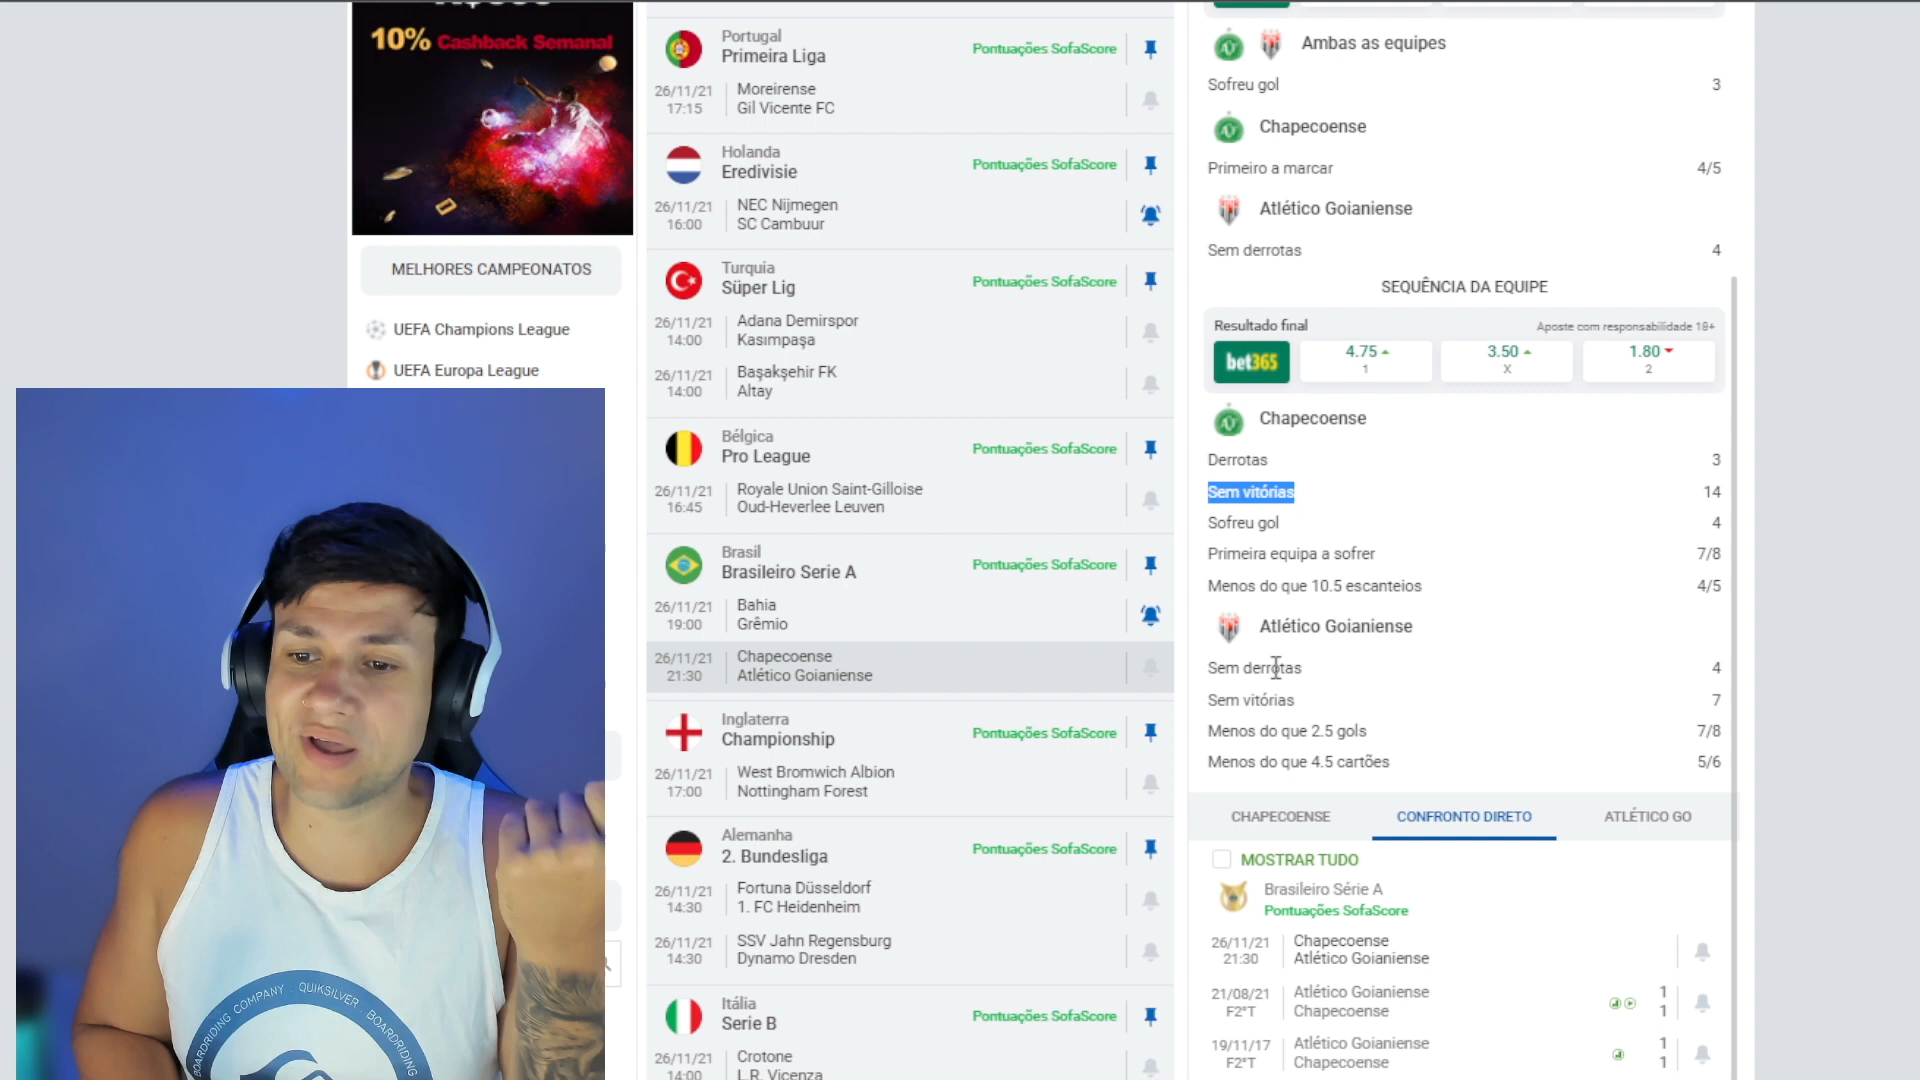 10% Cashback Semanal
MELHORES CAMPEONATOS
UEFA Champions League
UEFA Europa League
BOARDRIDING COMPANY . QUIKSILVER . BOARDRIDING
Portugal
Primeira Liga
Pontuações SofaScore
26/11/21
17:15
Moreirense
Gil Vicente FC
Holanda
Eredivisie
Pontuações SofaScore
26/11/21
16:00
NEC Nijmegen
SC Cambuur
Turquia
Süper Lig
Pontuações SofaScore
26/11/21
14:00
Adana Demirspor
Kasımpaşa
26/11/21
14:00
Başakşehir FK
Altay
Bélgica
Pro League
Pontuações SofaScore
26/11/21
16:45
Royale Union Saint-Gilloise
Oud-Heverlee Leuven
Brasil
Brasileiro Serie A
Pontuações SofaScore
26/11/21
19:00
Bahia
Grêmio
26/11/21
21:30
Chapecoense
Atlético Goianiense
Inglaterra
Championship
Pontuações SofaScore
26/11/21
17:00
West Bromwich Albion
Nottingham Forest
Alemanha
2. Bundesliga
Pontuações SofaScore
26/11/21
14:30
Fortuna Düsseldorf
1. FC Heidenheim
26/11/21
14:30
SSV Jahn Regensburg
Dynamo Dresden
Itália
Serie B
Pontuações SofaScore
26/11/21
14:00
Crotone
L.R. Vicenza
Ambas as equipes
Sofreu gol 3
Chapecoense
Primeiro a marcar 4/5
Atlético Goianiense
Sem derrotas 4
SEQUÊNCIA DA EQUIPE
Resultado final Aposte com responsabilidade 18+
bet365 4.75 3.50 1.80
1 X 2
Chapecoense
Derrotas 3
Sem vitórias 14
Sofreu gol 4
Primeira equipa a sofrer 7/8
Menos do que 10.5 escanteios 4/5
Atlético Goianiense
Sem derrotas 4
Sem vitórias 7
Menos do que 2.5 gols 7/8
Menos do que 4.5 cartões 5/6
CHAPECOENSE CONFRONTO DIRETO ATLÉTICO GO
MOSTRAR TUDO
Brasileiro Série A
Pontuações SofaScore
26/11/21
21:30
Chapecoense
Atlético Goianiense
21/08/21
F2°T
Atlético Goianiense 1
Chapecoense 1
19/11/17
F2°T
Atlético Goianiense 1
Chapecoense 1